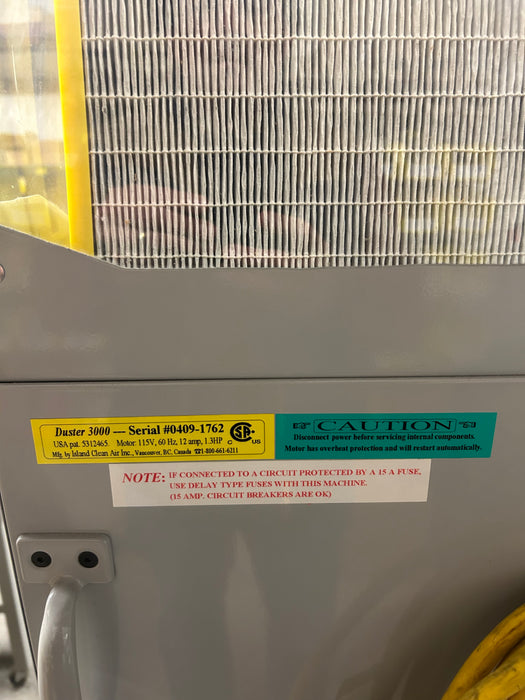 Duster 3000 --- Serial #0409-1762
USA pat. 5312465 Motor: 115V, 60 Hz, 12 amp, 1.3HP
Mfg. by Inland Clean Air Inc., Vancouver, B.C. Canada ☎1-800-661-6211
C SA US
☞ CAUTION ☜
Disconnect power before servicing internal components.
Motor has overheat protection and will restart automatically.
NOTE: IF CONNECTED TO A CIRCUIT PROTECTED BY A 15 A FUSE,
USE DELAY TYPE FUSES WITH THIS MACHINE.
(15 AMP. CIRCUIT BREAKERS ARE OK)